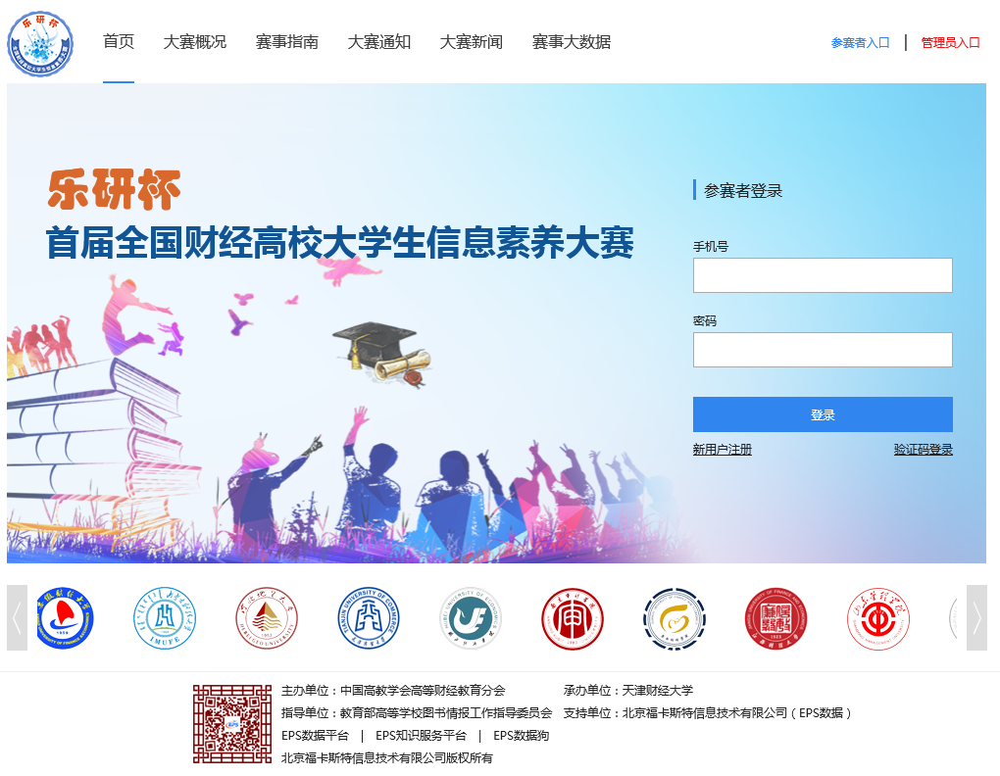 乐研杯
首页 大赛概况 赛事指南 大赛通知 大赛新闻 赛事大数据
参赛者入口 | 管理员入口
乐研杯
首届全国财经高校大学生信息素养大赛
参赛者登录
手机号
密码
登录
新用户注册 验证码登录
TIANJIN UNIVERSITY OF COMMERCE
IMUFE
主办单位：中国高教学会高等财经教育分会 承办单位：天津财经大学
指导单位：教育部高等学校图书情报工作指导委员会 支持单位：北京福卡斯特信息技术有限公司（EPS数据）
EPS数据平台 | EPS知识服务平台 | EPS数据狗
北京福卡斯特信息技术有限公司版权所有